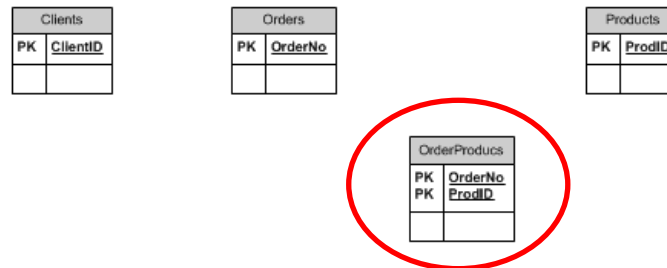 Clients
PK ClientID
Orders
PK OrderNo
Products
PK ProdID
OrderProducs
PK OrderNo
PK ProdID